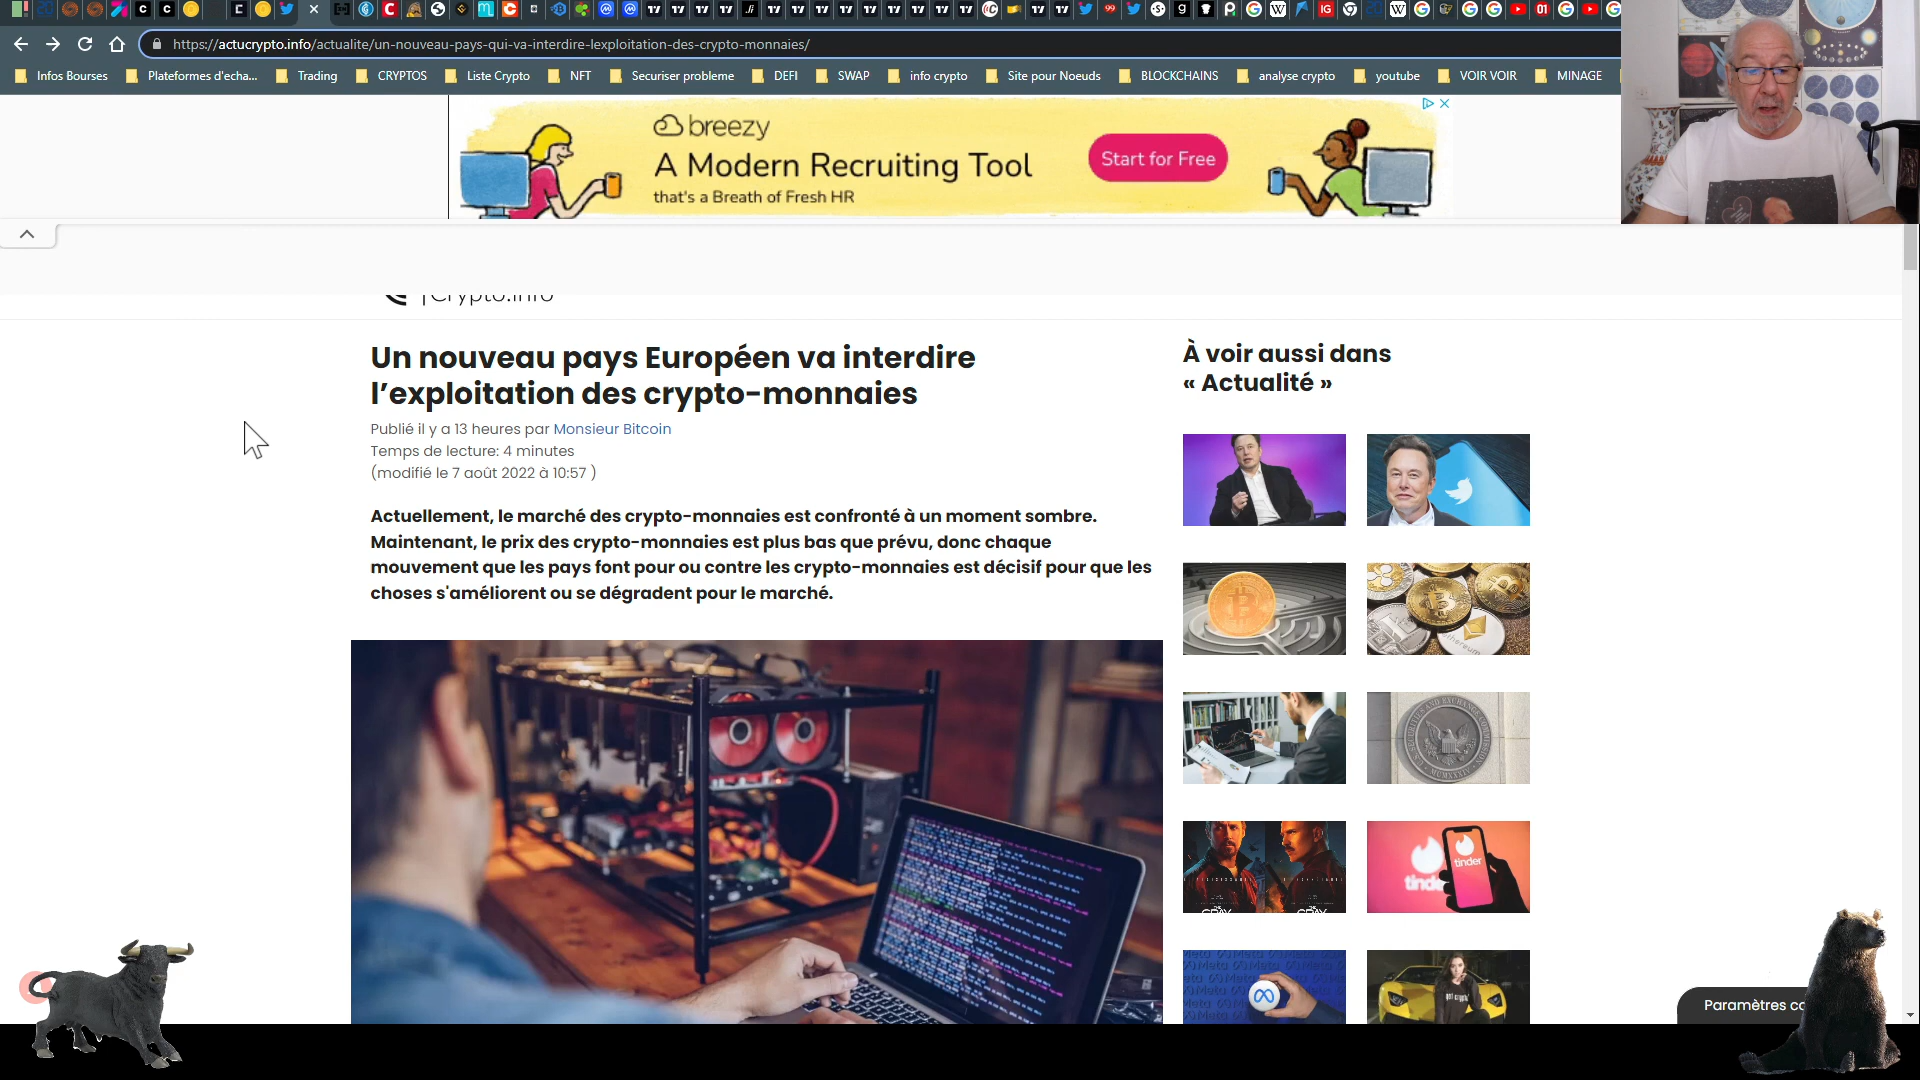 https://actucrypto.info/actualite/un-nouveau-pays-qui-va-interdire-lexploitation-des-crypto-monnaies/
Infos Bourses
Plateformes d'echa...
Trading
CRYPTOS
Liste Crypto
NFT
Securiser probleme
DEFI
SWAP
info crypto
Site pour Noeuds
BLOCKCHAINS
analyse crypto
youtube
VOIR VOIR
MINAGE
breezy
A Modern Recruiting Tool
that's a Breath of Fresh HR
Start for Free
Crypto.info
Un nouveau pays Européen va interdire
l’exploitation des crypto-monnaies
Publié il y a 13 heures par Monsieur Bitcoin
Temps de lecture: 4 minutes
(modifié le 7 août 2022 à 10:57 )
Actuellement, le marché des crypto-monnaies est confronté à un moment sombre.
Maintenant, le prix des crypto-monnaies est plus bas que prévu, donc chaque
mouvement que les pays font pour ou contre les crypto-monnaies est décisif pour que les
choses s'améliorent ou se dégradent pour le marché.
À voir aussi dans
« Actualité »
tinder
tinder
Meta
Paramètres